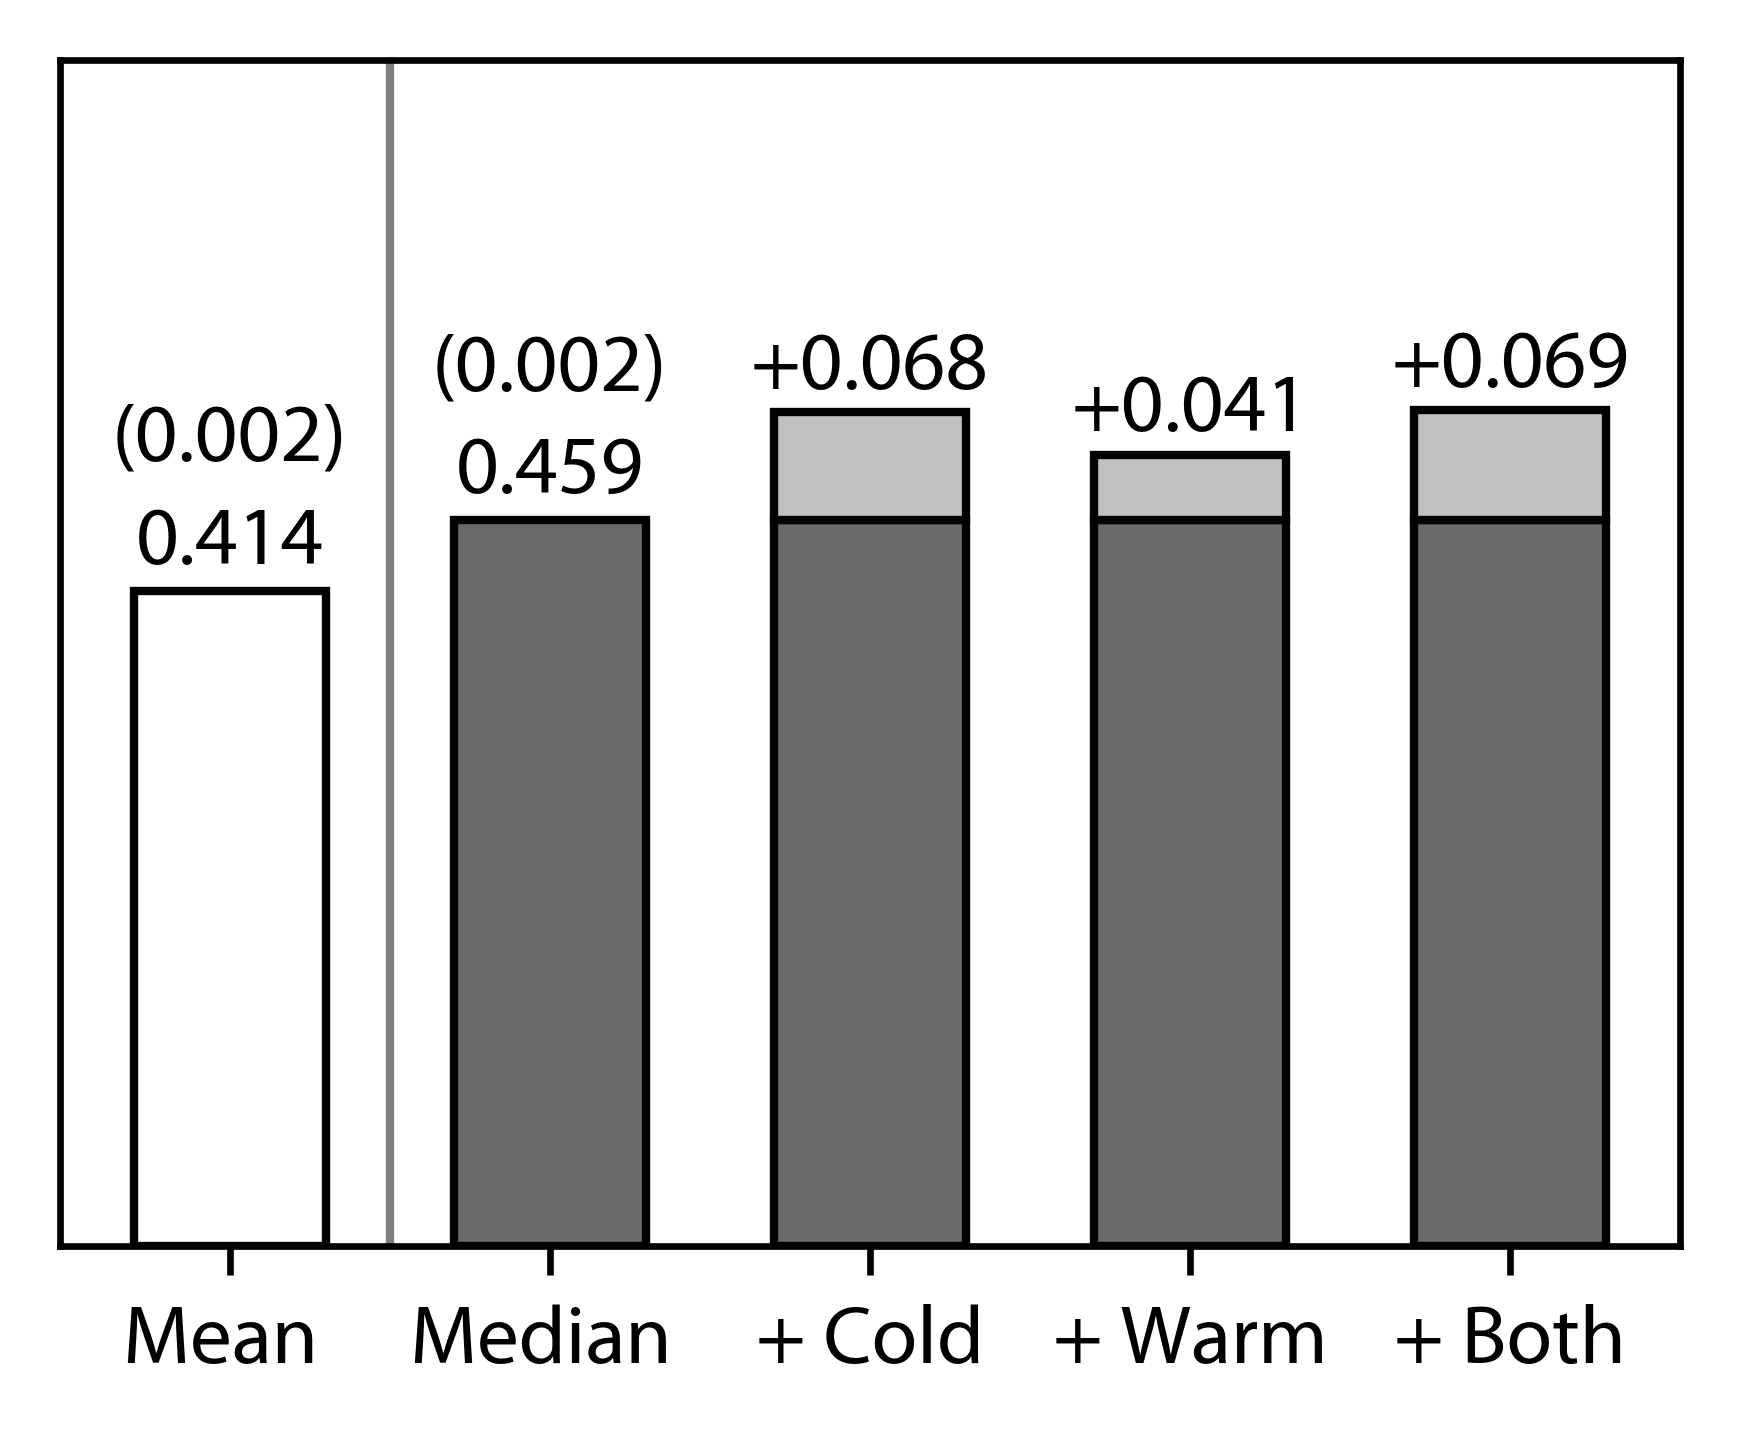 (0.002)
0.414
(0.002)
0.459
+0.068
+0.041
+0.069
Mean
Median
+ Cold
+ Warm
+ Both